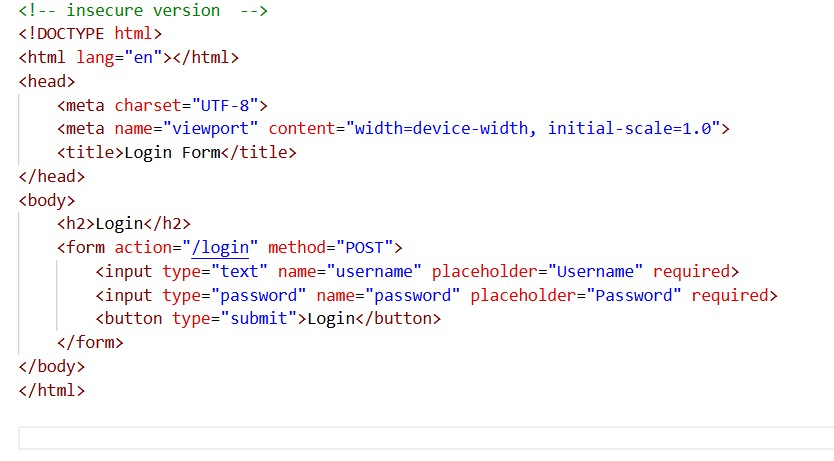 <!-- insecure version  -->
<!DOCTYPE html>
<html lang="en"></html>
<head>
    <meta charset="UTF-8">
    <meta name="viewport" content="width=device-width, initial-scale=1.0">
    <title>Login Form</title>
</head>
<body>
    <h2>Login</h2>
    <form action="/login" method="POST">
        <input type="text" name="username" placeholder="Username" required>
        <input type="password" name="password" placeholder="Password" required>
        <button type="submit">Login</button>
    </form>
</body>
</html>